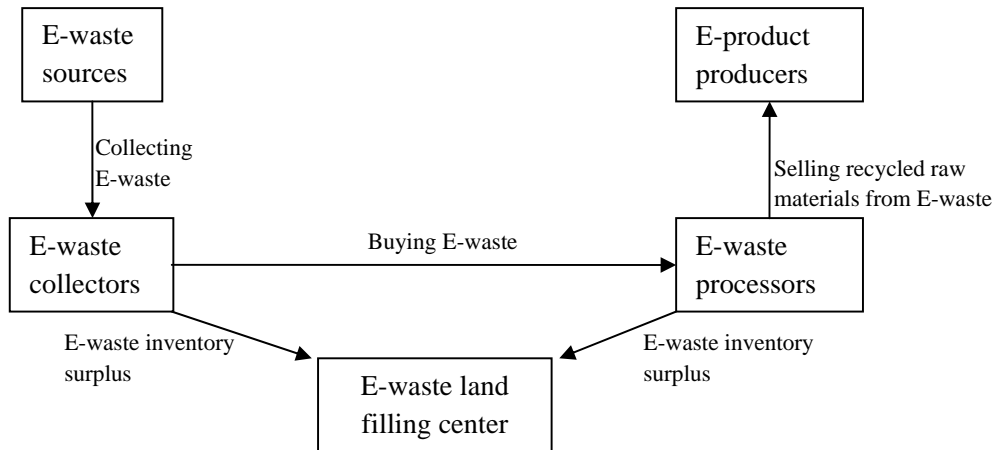 E-waste
sources
E-product
producers
Collecting
E-waste
Selling recycled raw
materials from E-waste
E-waste
collectors
Buying E-waste
E-waste
processors
E-waste inventory
surplus
E-waste inventory
surplus
E-waste land
filling center